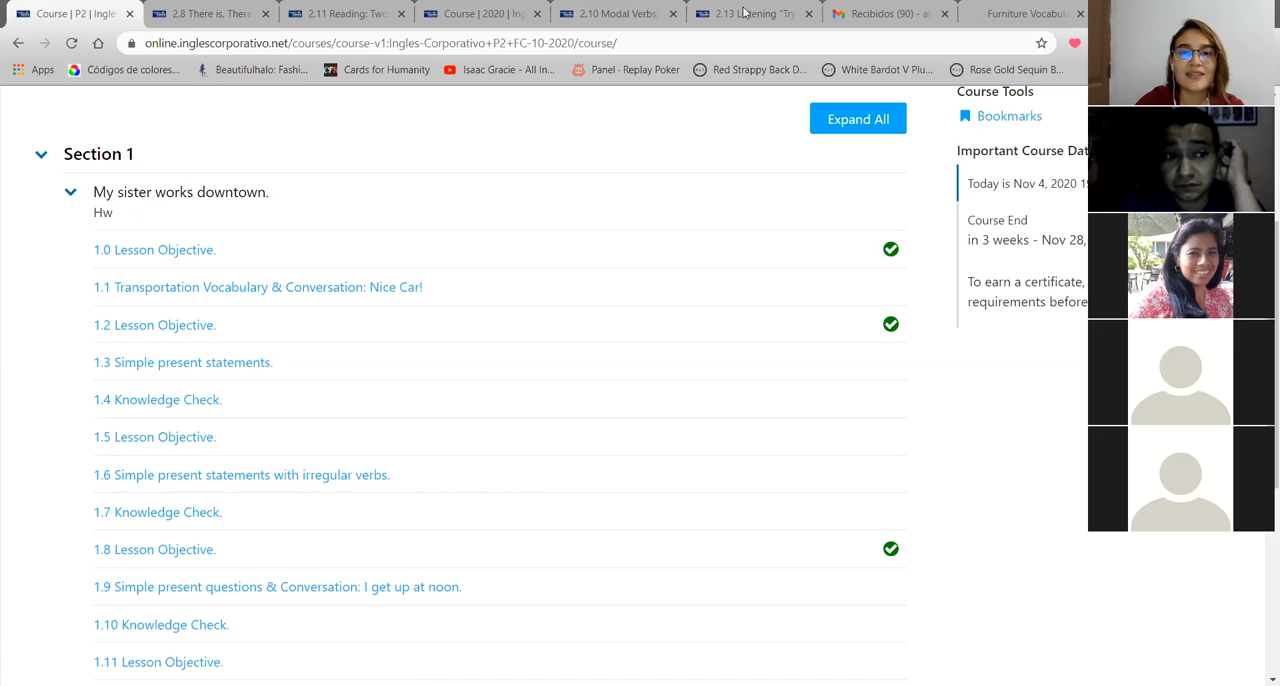 Course | P2 | Inglé
2.8 There is, There
2.11 Reading: Two
Course | 2020 | Ing
2.10 Modal Verbs:
2.13 Listening "Try
Recibidos (90) - al
Furniture Vocabul
online.inglescorporativo.net/courses/course-v1:Ingles-Corporativo+P2+FC-10-2020/course/
Apps
Códigos de colores...
Beautifulhalo: Fashi...
Cards for Humanity
Isaac Gracie - All In...
Panel · Replay Poker
Red Strappy Back D...
White Bardot V Plu...
Rose Gold Sequin B...
Course Tools
Bookmarks
Important Course Dat
Today is Nov 4, 2020
Course End
in 3 weeks - Nov 28,
To earn a certificate,
requirements before
Expand All
Section 1
My sister works downtown.
Hw
1.0 Lesson Objective.
1.1 Transportation Vocabulary & Conversation: Nice Car!
1.2 Lesson Objective.
1.3 Simple present statements.
1.4 Knowledge Check.
1.5 Lesson Objective.
1.6 Simple present statements with irregular verbs.
1.7 Knowledge Check.
1.8 Lesson Objective.
1.9 Simple present questions & Conversation: I get up at noon.
1.10 Knowledge Check.
1.11 Lesson Objective.